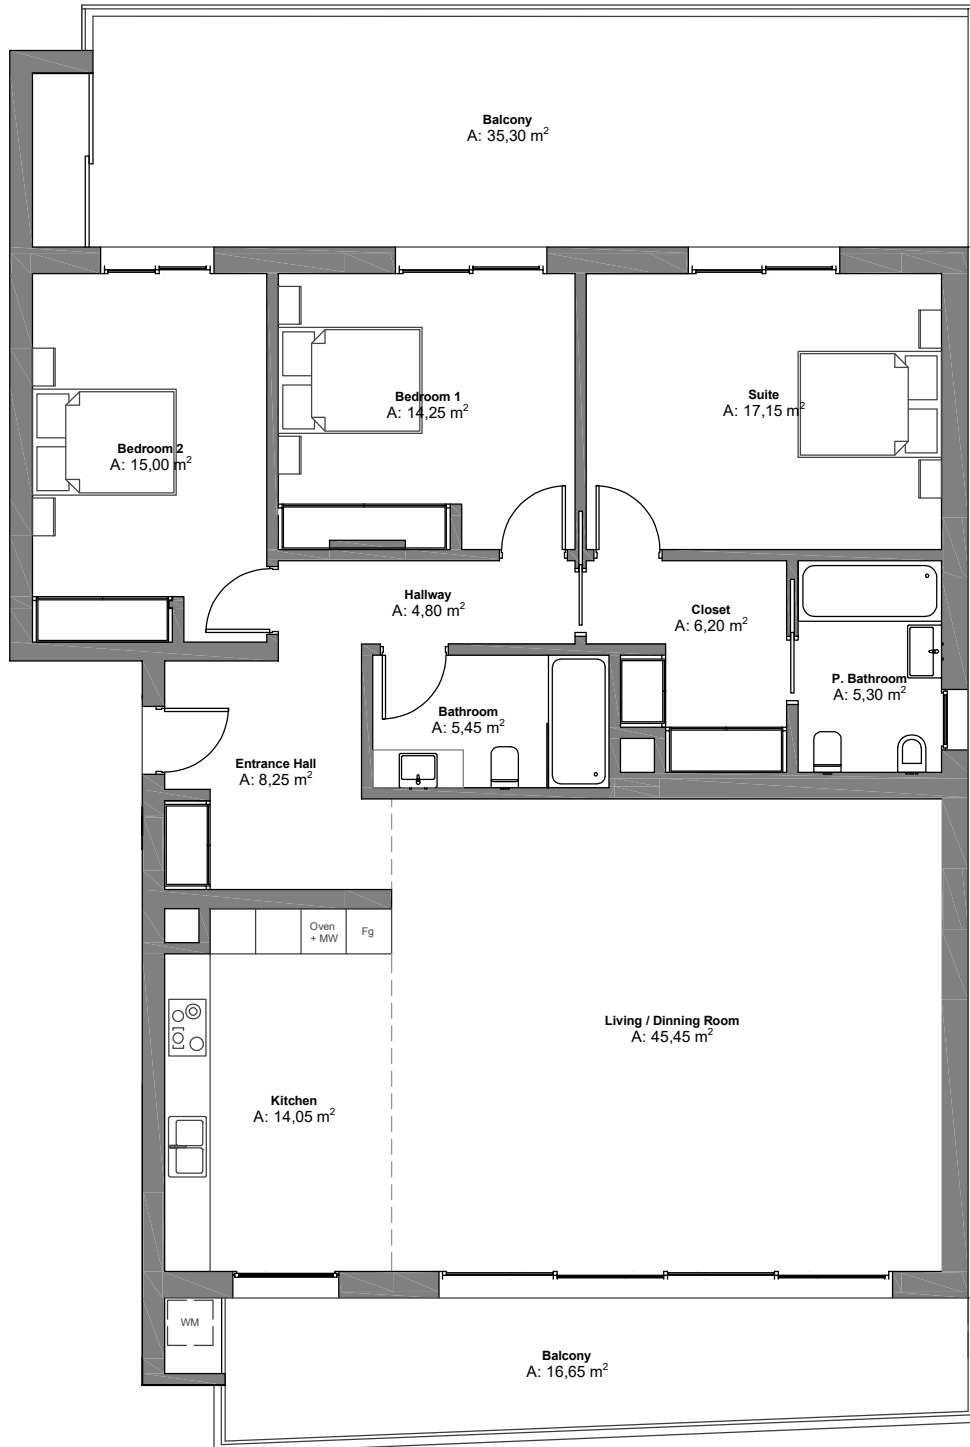 Balcony
A: 35,30 m²
Bedroom 1
A: 14,25 m²
Suite
A: 17,15 m²
Bedroom 2
A: 15,00 m²
Hallway
A: 4,80 m²
Closet
A: 6,20 m²
P. Bathroom
A: 5,30 m²
Bathroom
A: 5,45 m²
Entrance Hall
A: 8,25 m²
Oven
+ MW
Fg
Living / Dinning Room
A: 45,45 m²
Kitchen
A: 14,05 m²
WM
Balcony
A: 16,65 m²